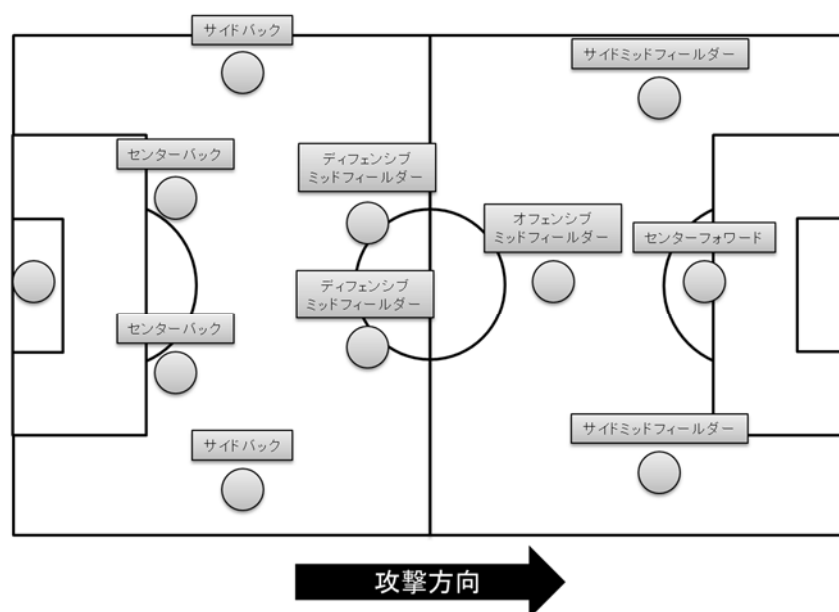 サイドバック
サイドミッドフィールダー
センターバック
ディフェンシブ
ミッドフィールダー
オフェンシブ
ミッドフィールダー
センターフォワード
ディフェンシブ
ミッドフィールダー
センターバック
サイドミッドフィールダー
サイドバック
攻撃方向